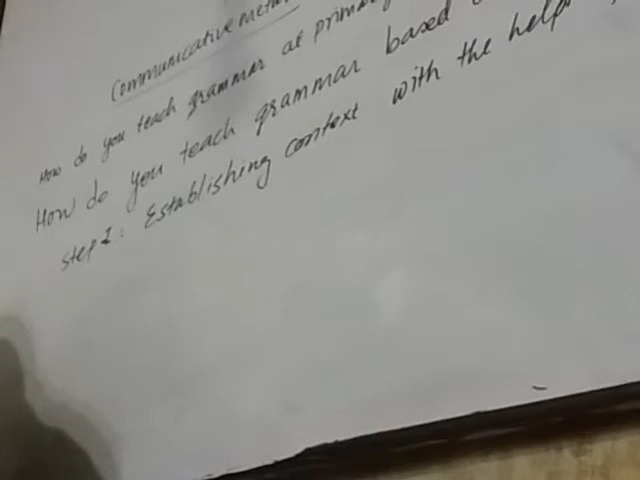 Communicative
How do you teach grammar at
How do you teach grammar based
Step 1: Establishing context with the help